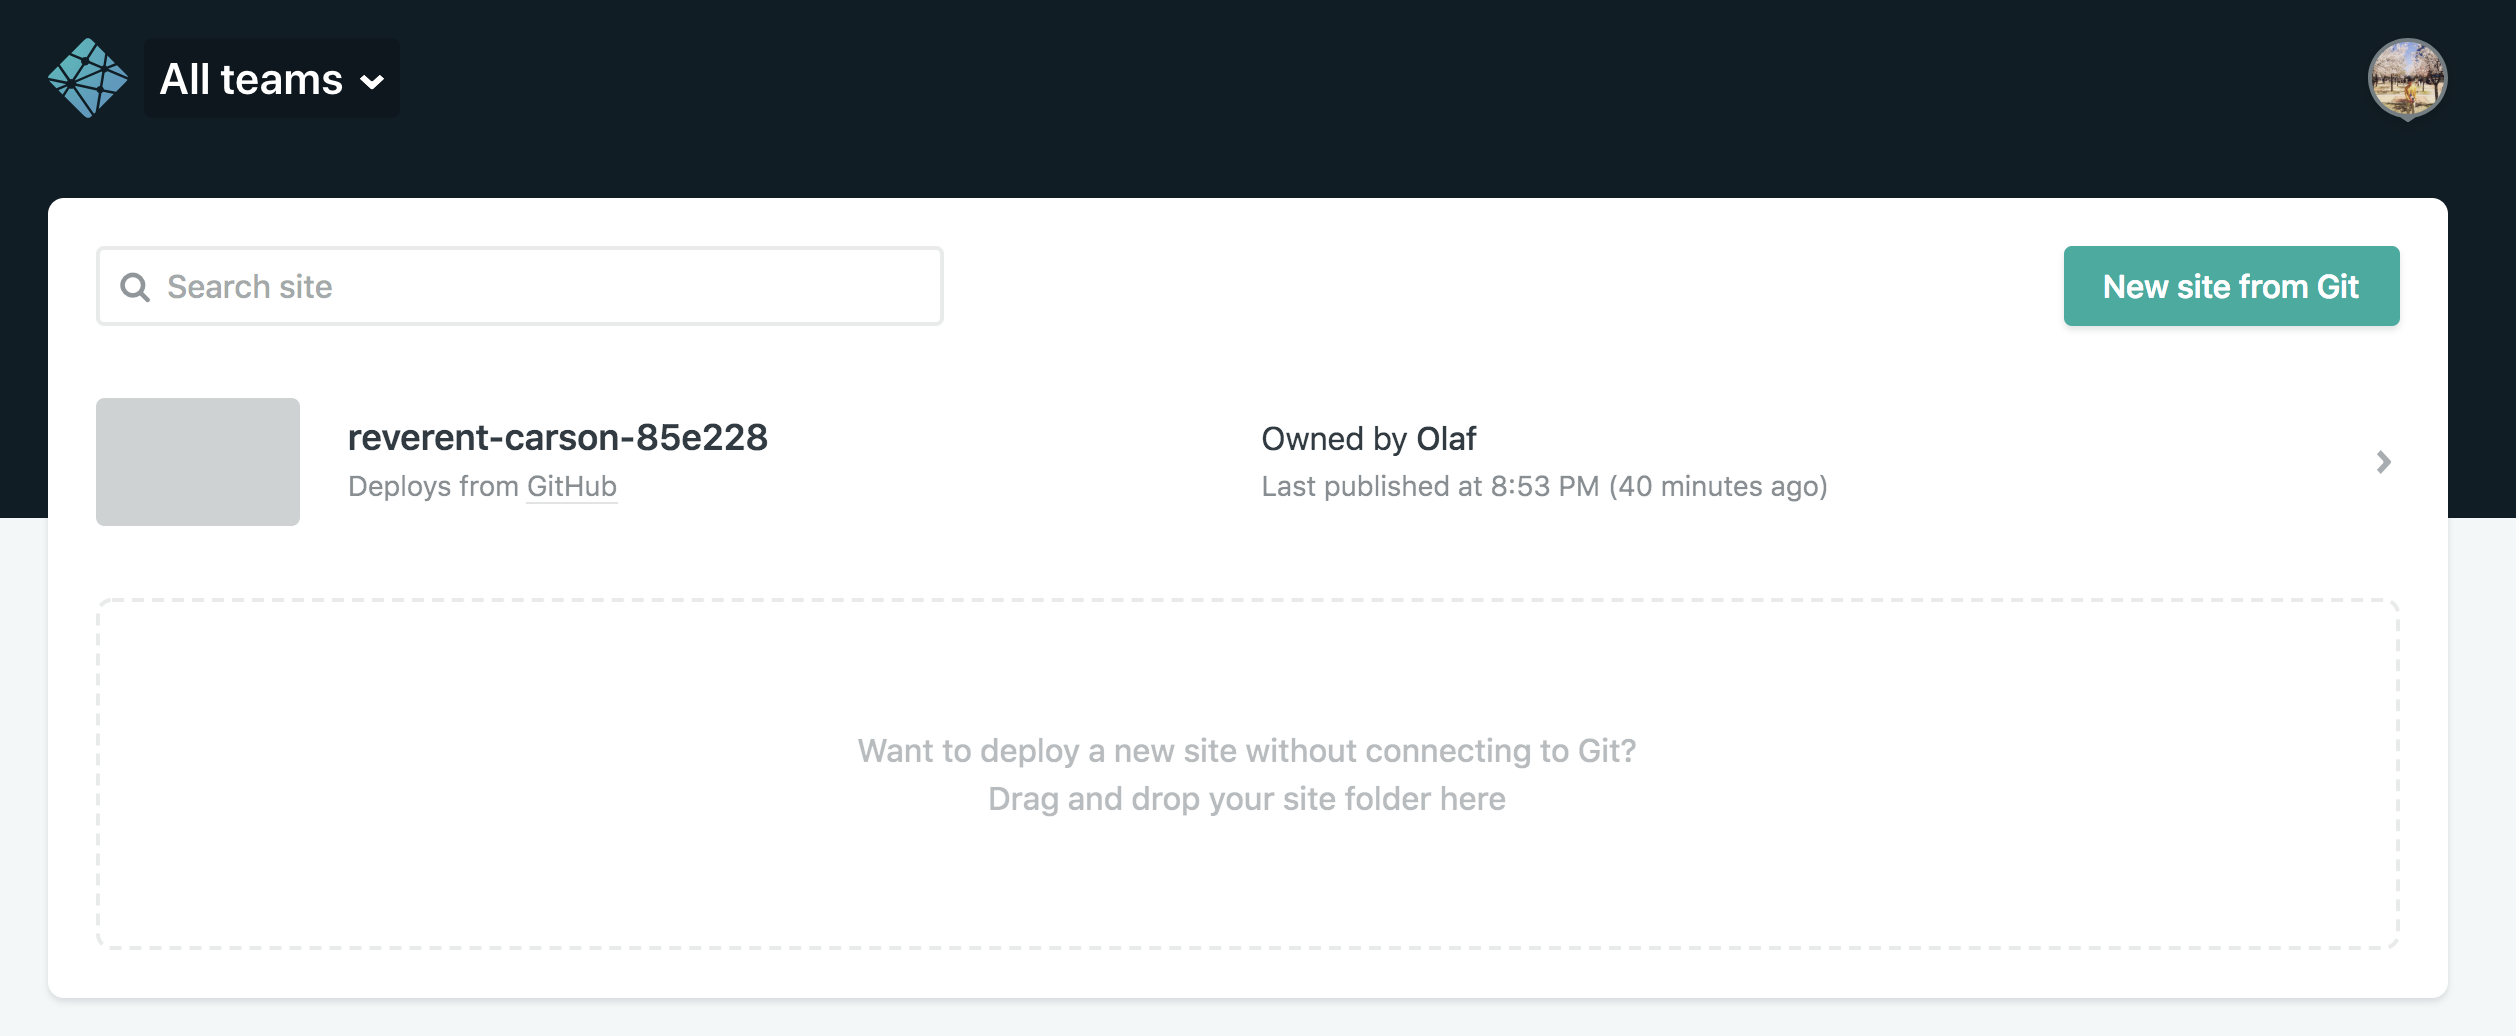 All teams
Search site
New site from Git
reverent-carson-85e228
Deploys from GitHub
Owned by Olaf
Last published at 8:53 PM (40 minutes ago)
Want to deploy a new site without connecting to Git?
Drag and drop your site folder here